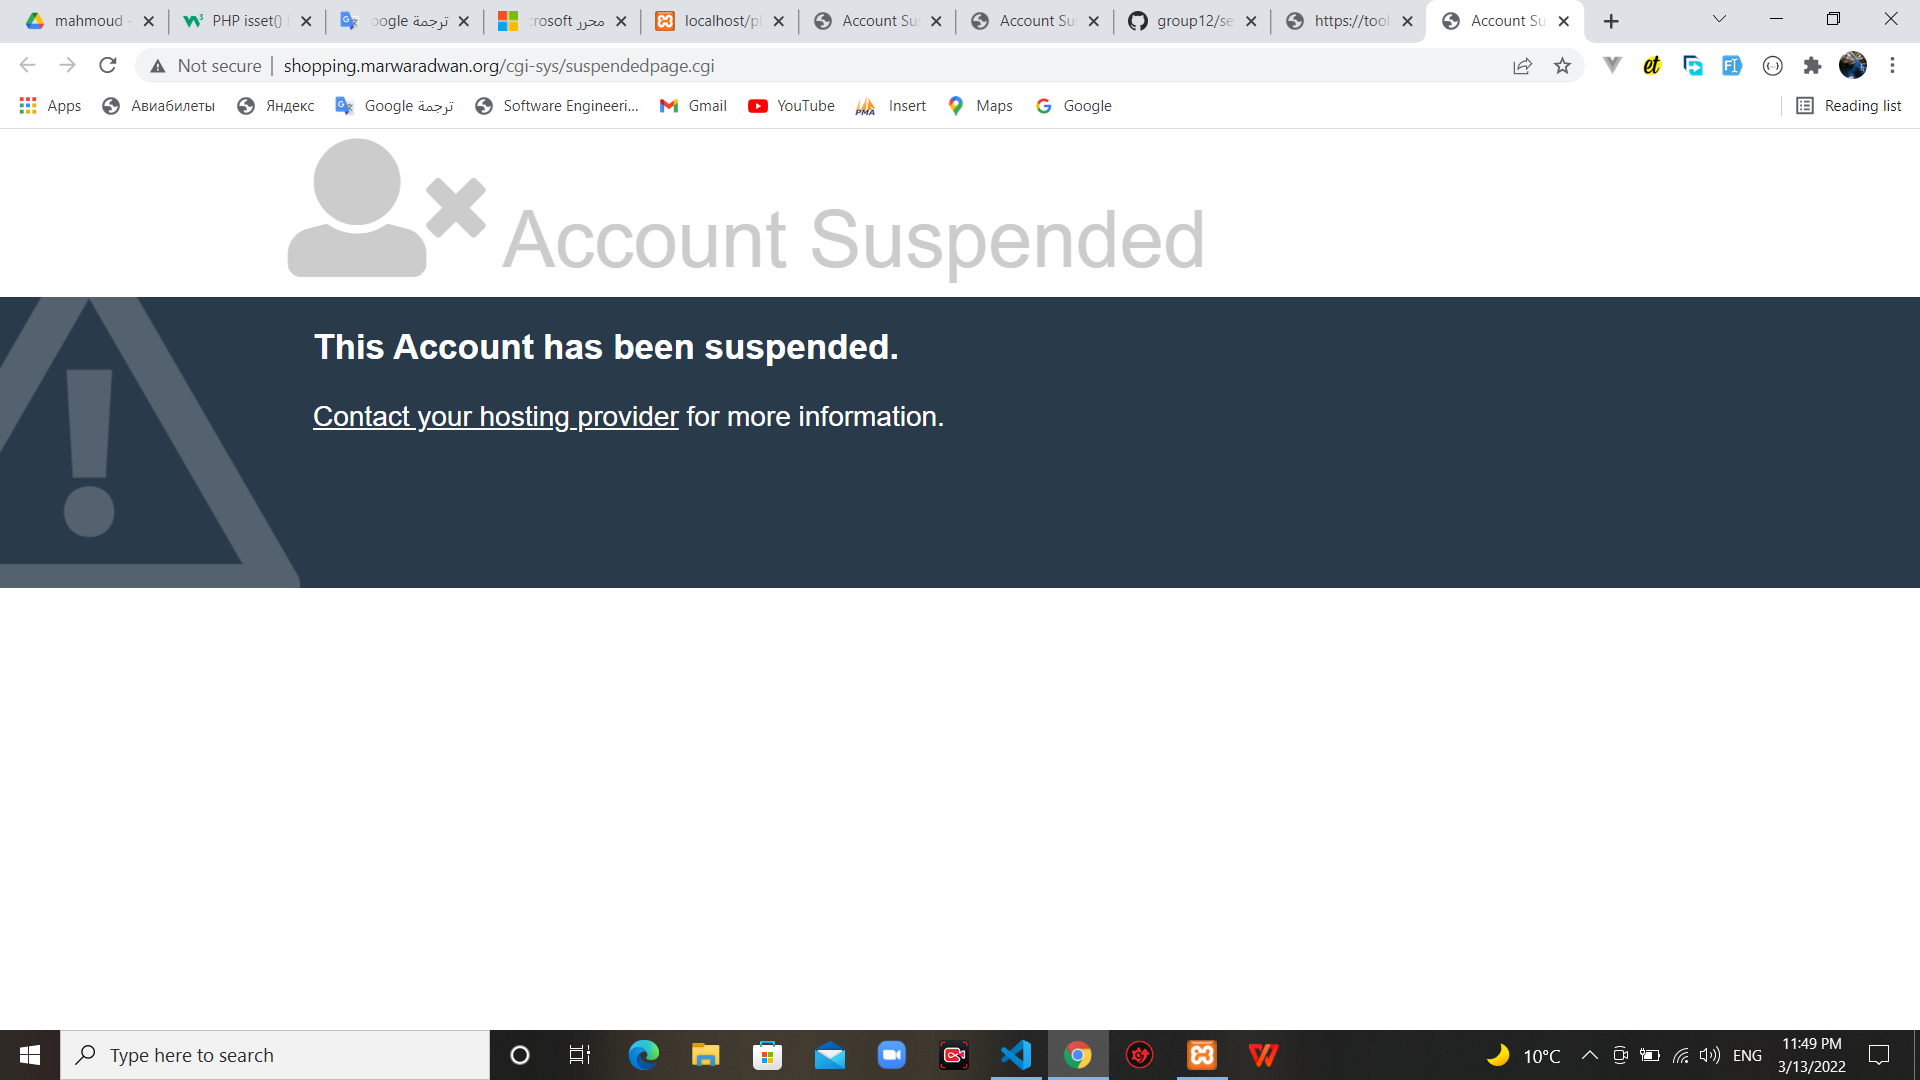 mahmoud -
PHP isset()
oogle ترجمة
crosoft محرر
localhost/p
Account Su
Account Su
group12/se
https://tool
Account Su
Not secure
shopping.marwaradwan.org/cgi-sys/suspendedpage.cgi
Apps
Авиабилеты
Яндекс
Google ترجمة
Software Engineeri...
Gmail
YouTube
Insert
Maps
Google
Reading list
Account Suspended
This Account has been suspended.
Contact your hosting provider for more information.
Type here to search
10°C
ENG
11:49 PM
3/13/2022